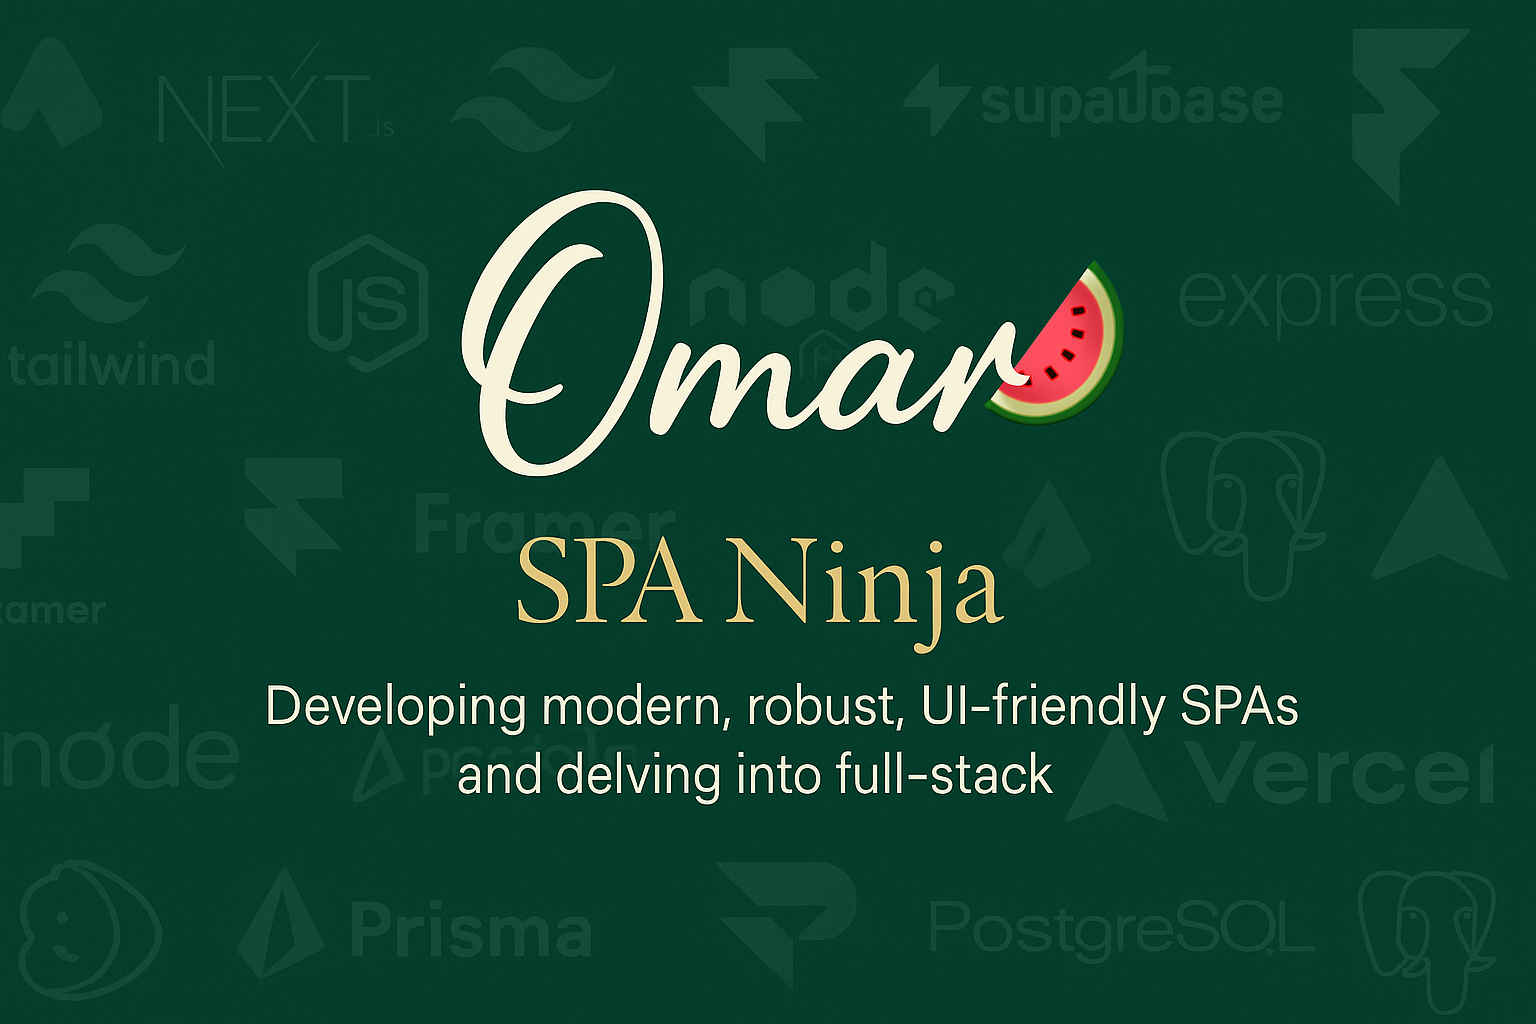 NEXT.js
supabase
Omar
node
express
tailwind
JS
Framer
SPA Ninja
Developing modern, robust, UI-friendly SPAs
and delving into full-stack
node
Vercel
Prisma
PostgreSQL